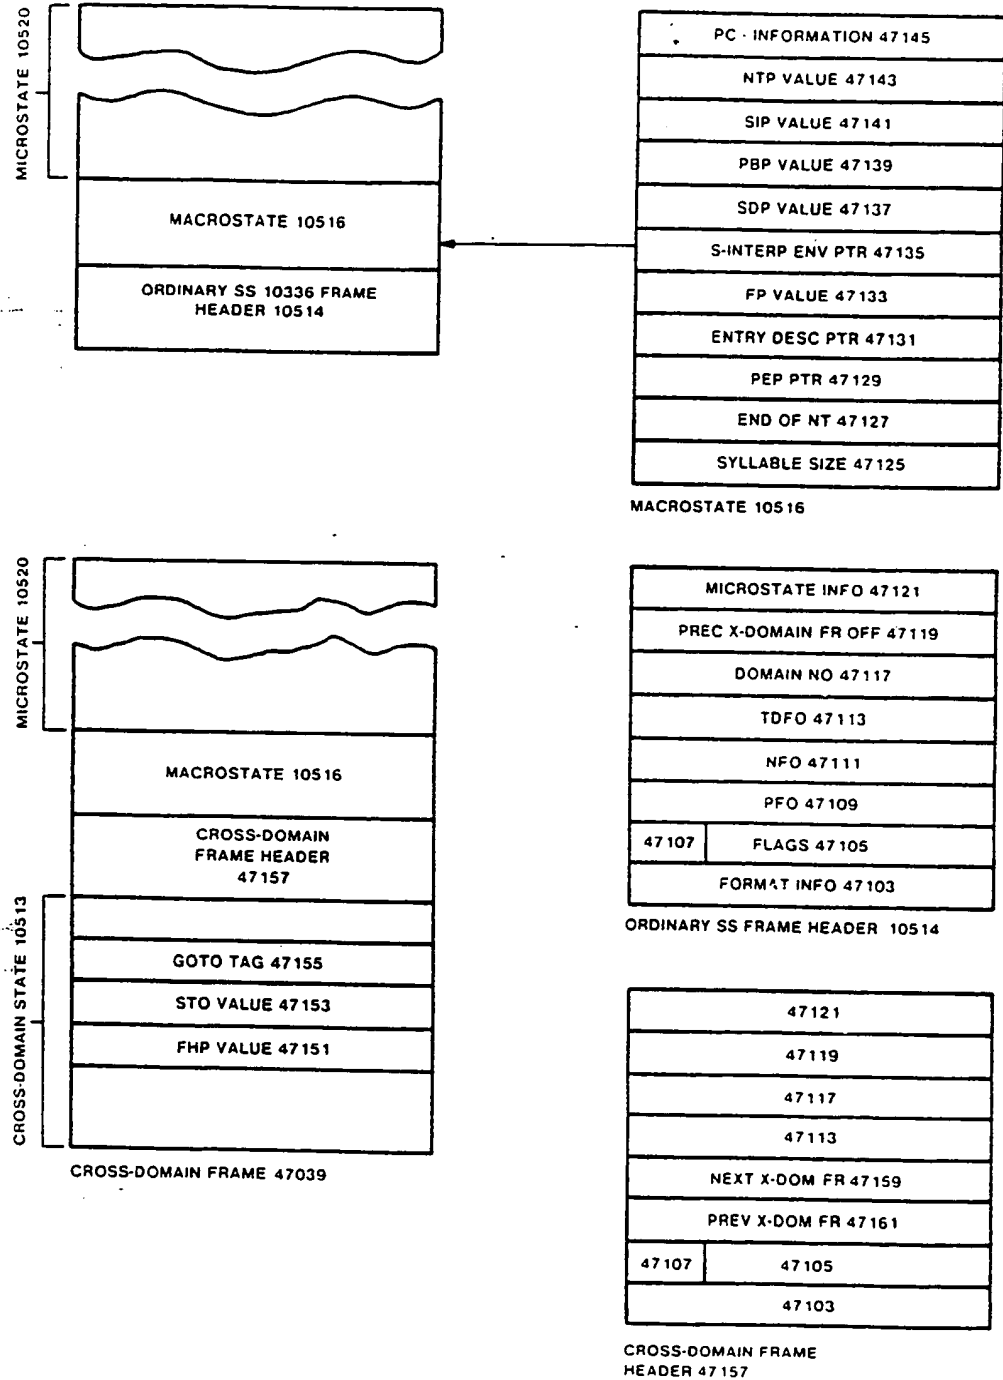 MICROSTATE 10520
MACROSTATE 10516
ORDINARY SS 10336 FRAME
HEADER 10514
PC - INFORMATION 47145
NTP VALUE 47143
SIP VALUE 47141
PBP VALUE 47139
SDP VALUE 47137
S-INTERP ENV PTR 47135
FP VALUE 47133
ENTRY DESC PTR 47131
PEP PTR 47129
END OF NT 47127
SYLLABLE SIZE 47125
MACROSTATE 10516
MICROSTATE 10520
MACROSTATE 10516
CROSS-DOMAIN
FRAME HEADER
47157
CROSS-DOMAIN STATE 10513
GOTO TAG 47155
STO VALUE 47153
FHP VALUE 47151
CROSS-DOMAIN FRAME 47039
MICROSTATE INFO 47121
PREC X-DOMAIN FR OFF 47119
DOMAIN NO 47117
TDFO 47113
NFO 47111
PFO 47109
47107 FLAGS 47105
FORMAT INFO 47103
ORDINARY SS FRAME HEADER 10514
47121
47119
47117
47113
NEXT X-DOM FR 47159
PREV X-DOM FR 47161
47107 47105
47103
CROSS-DOMAIN FRAME
HEADER 47157